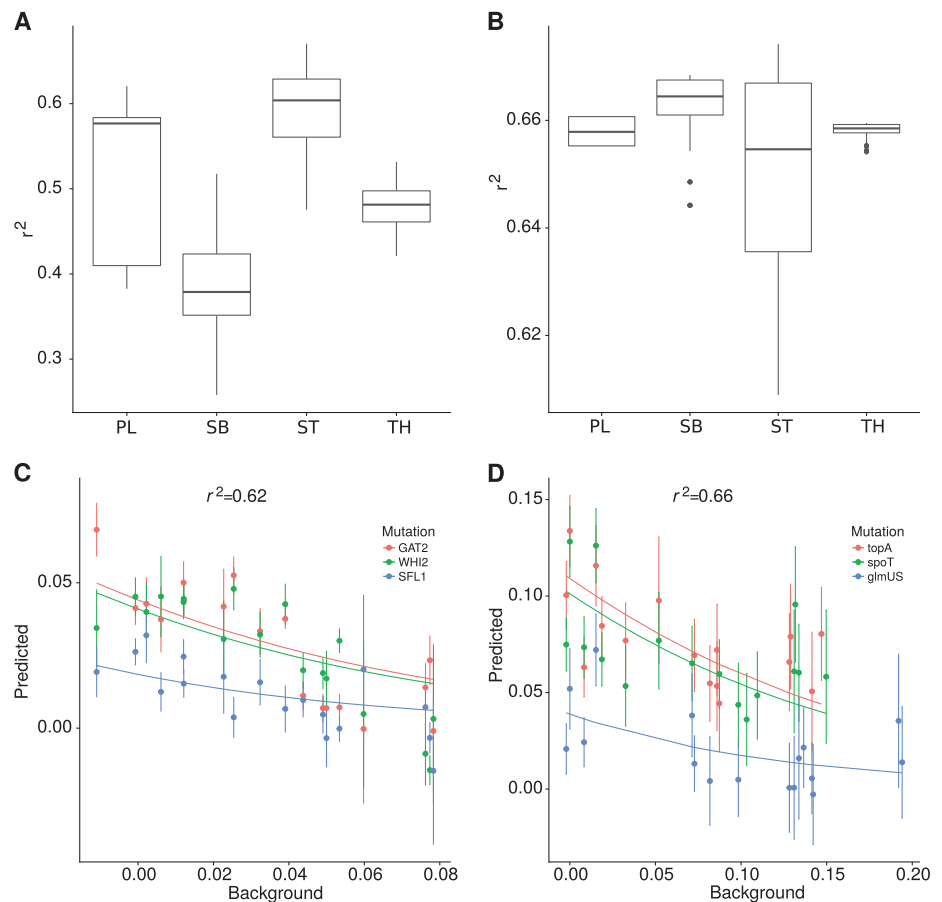 A
r²
0.6
0.5
0.4
0.3
PL SB ST TH
B
r²
0.66
0.64
0.62
PL SB ST TH
C
r²=0.62
Predicted
0.05
0.00
Mutation
GAT2
WHI2
SFL1
0.00 0.02 0.04 0.06 0.08
Background
D
r²=0.66
Predicted
0.15
0.10
0.05
0.00
Mutation
topA
spoT
glmUS
0.00 0.05 0.10 0.15 0.20
Background